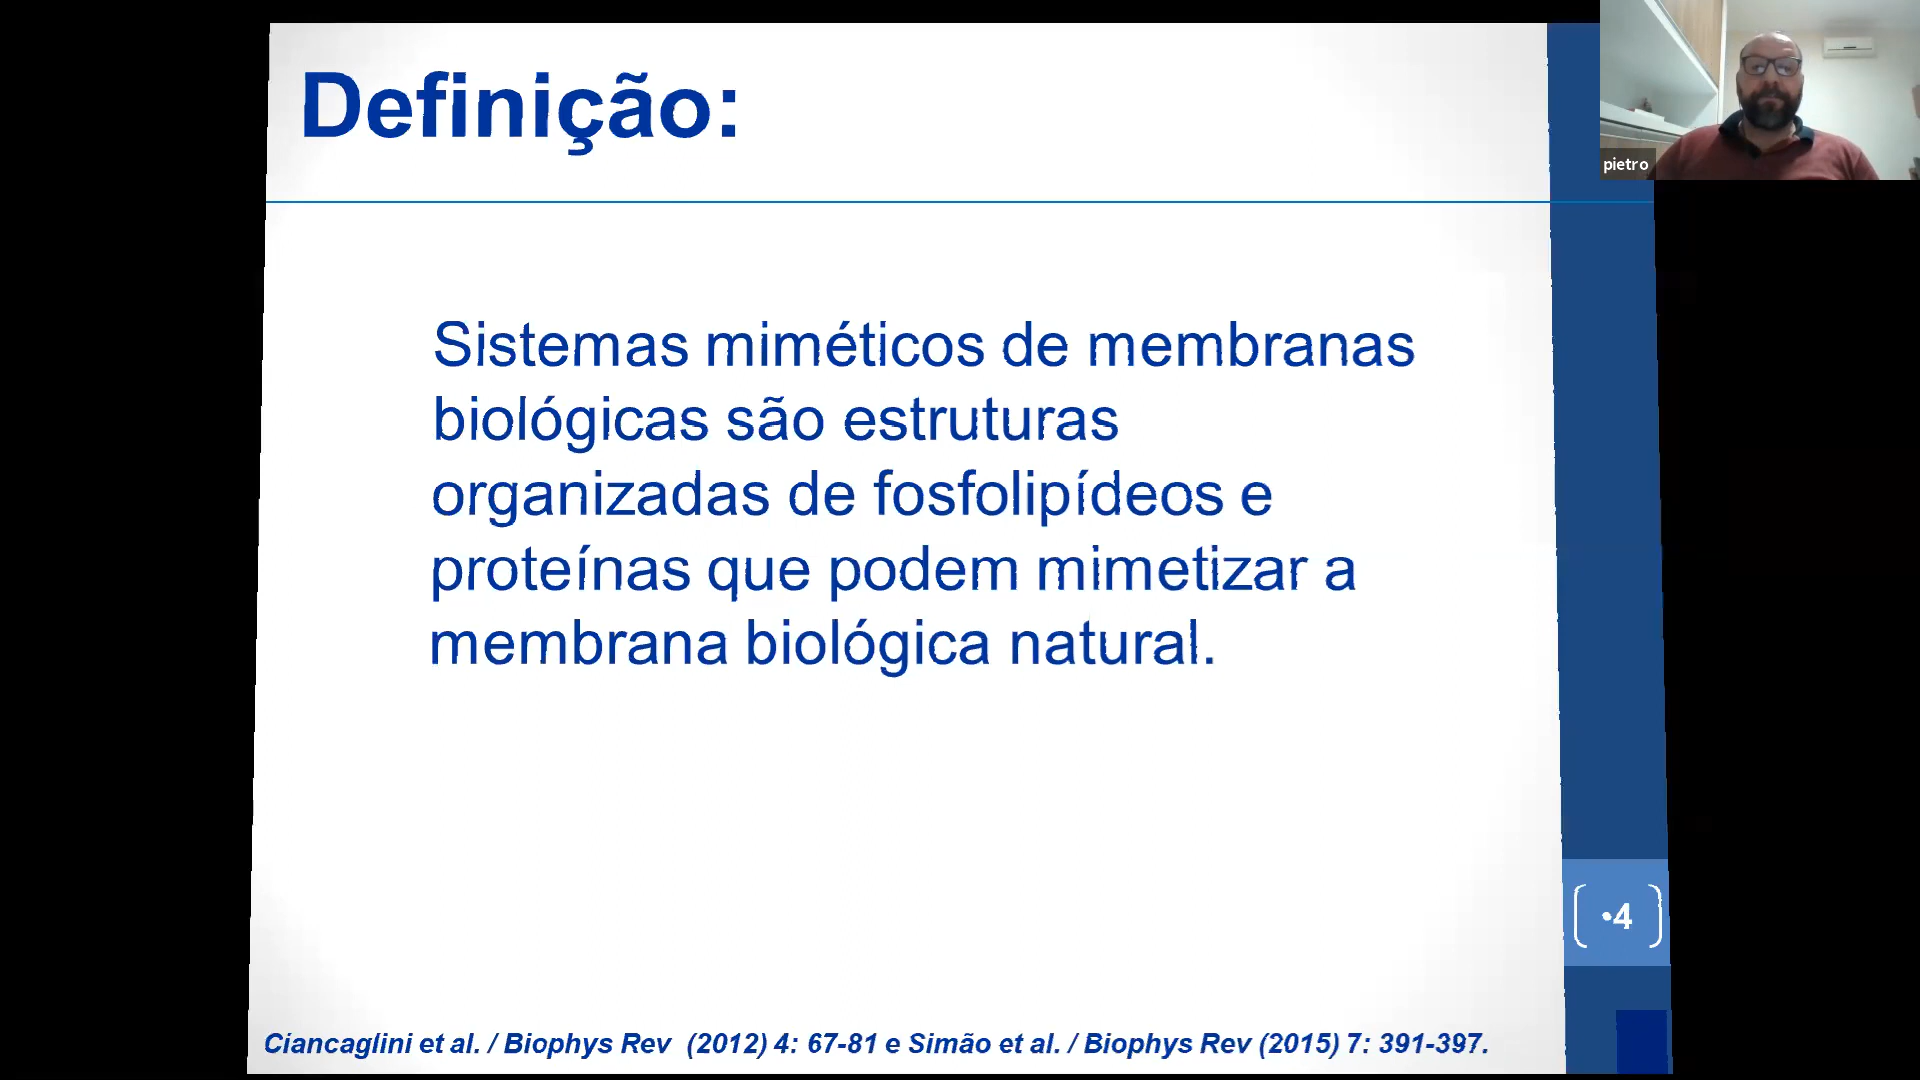 Definição:
pietro
Sistemas miméticos de membranas
biológicas são estruturas
organizadas de fosfolipídeos e
proteínas que podem mimetizar a
membrana biológica natural.
•4
Ciancaglini et al. / Biophys Rev (2012) 4: 67-81 e Simão et al. / Biophys Rev (2015) 7: 391-397.